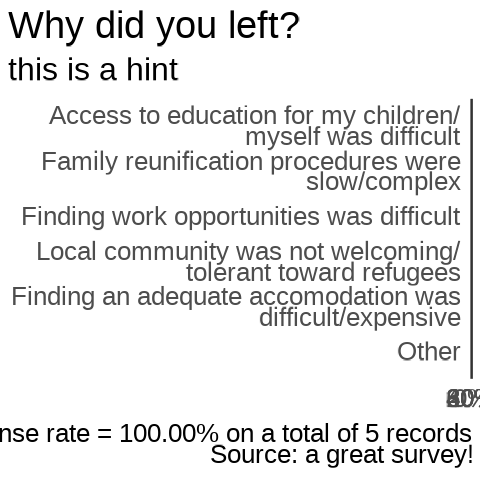 Why did you left?
this is a hint
Access to education for my children/
myself was difficult
Family reunification procedures were
slow/complex
Finding work opportunities was difficult
Local community was not welcoming/
tolerant toward refugees
Finding an adequate accomodation was
difficult/expensive
Other
rate = 100.00% on a total of 5 records
Source: a great survey!